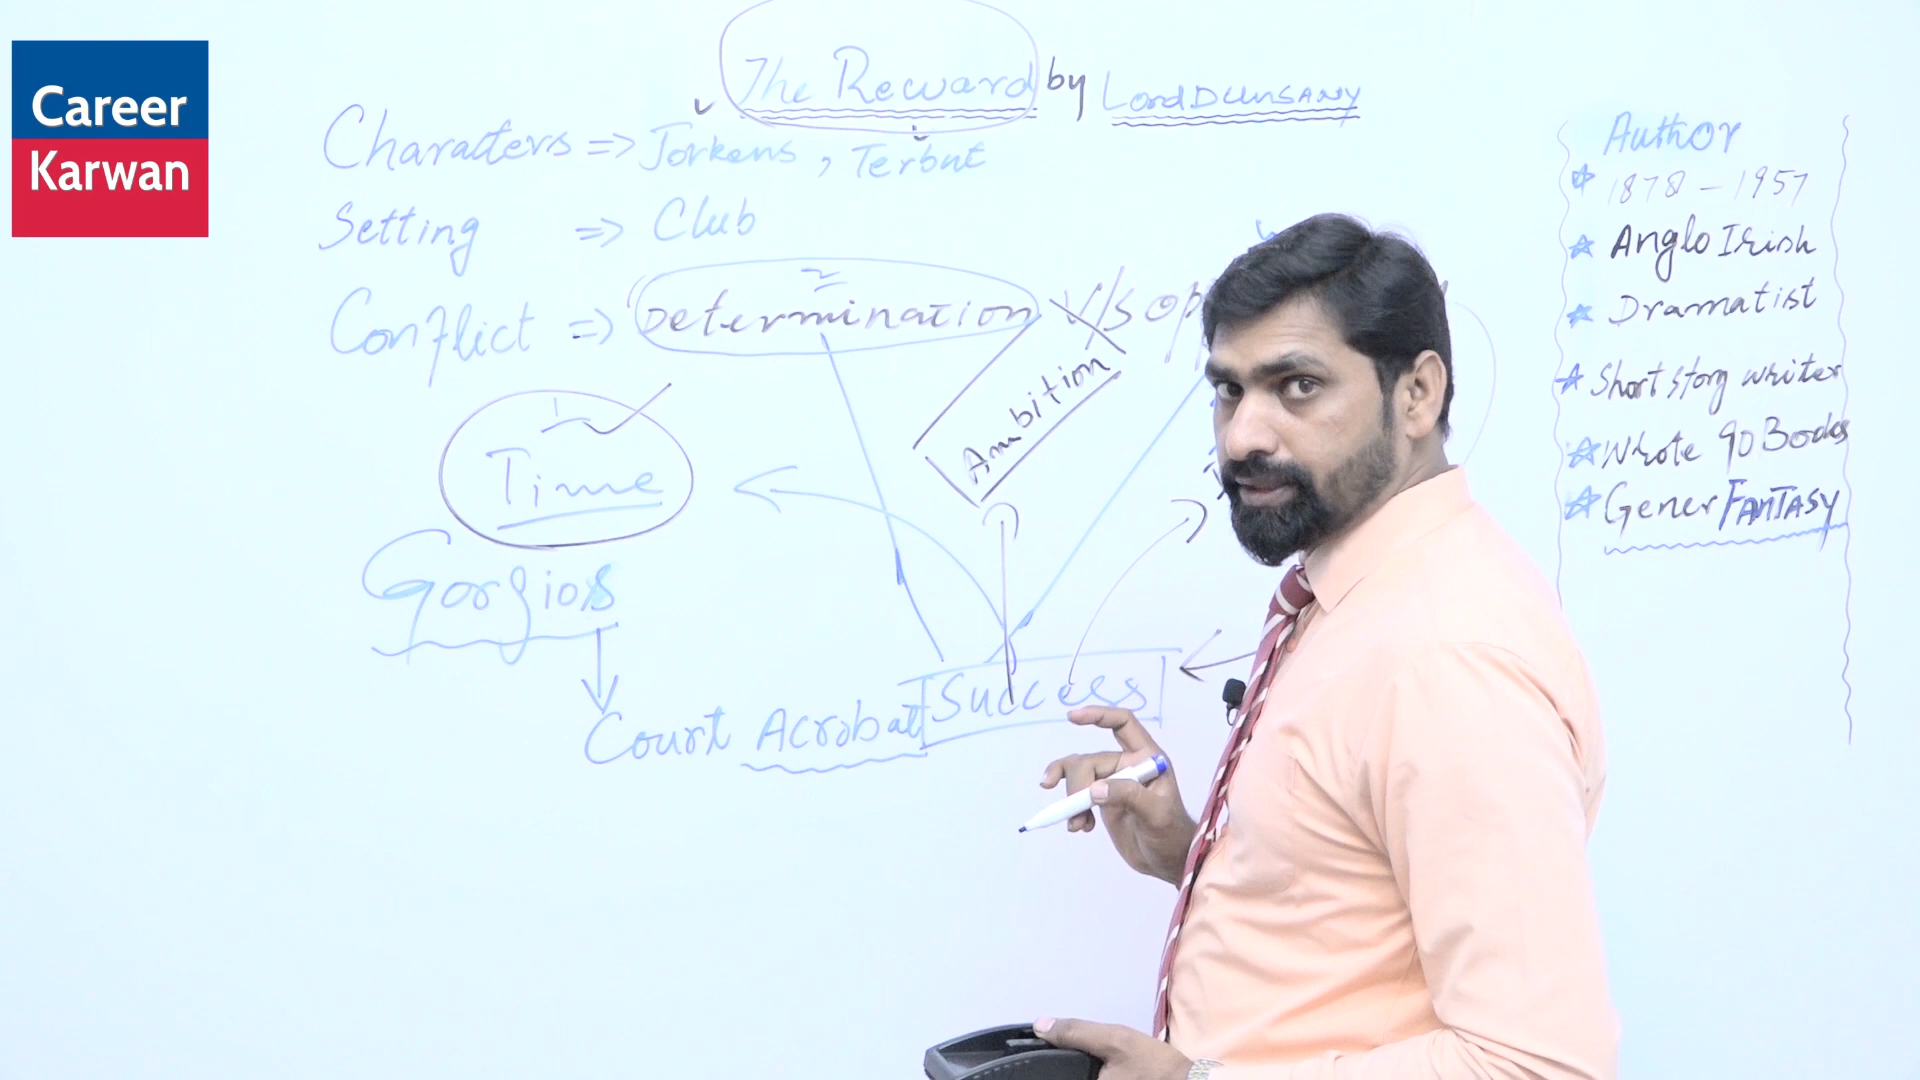 Career
Karwan
The Reward by Lord DUNSANY
Characters => Jorkens, Terbut
Setting => Club
Conflict => Determination V/S
Ambition
Time
Gorgios
Court Acrobat
Success
Author
1878 - 1957
Anglo Irish
Dramatist
Short story writer
Wrote 90 Books
Gener FANTASY